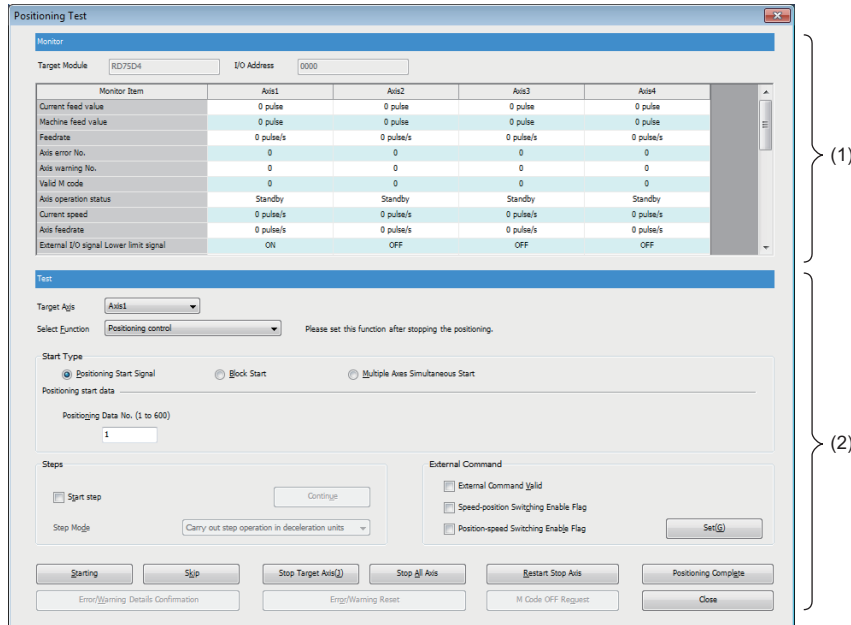 Positioning Test
Monitor
Target Module RD75D4 I/O Address 0000
Monitor Item Axis1 Axis2 Axis3 Axis4
Current feed value 0 pulse 0 pulse 0 pulse 0 pulse
Machine feed value 0 pulse 0 pulse 0 pulse 0 pulse
Feedrate 0 pulse/s 0 pulse/s 0 pulse/s 0 pulse/s
Axis error No. 0 0 0 0
Axis warning No. 0 0 0 0
Valid M code 0 0 0 0
Axis operation status Standby Standby Standby Standby
Current speed 0 pulse/s 0 pulse/s 0 pulse/s 0 pulse/s
Axis feedrate 0 pulse/s 0 pulse/s 0 pulse/s 0 pulse/s
External I/O signal Lower limit signal ON OFF OFF OFF
(1)
Test
Target Axis Axis1
Select Function Positioning control Please set this function after stopping the positioning.
Start Type
Positioning Start Signal Block Start Multiple Axes Simultaneous Start
Positioning start data
Positioning Data No. (1 to 600)
1
(2)
Steps External Command
External Command Valid
Start step Continue
Speed-position Switching Enable Flag
Step Mode Carry out step operation in deceleration units
Position-speed Switching Enable Flag Set(G)
Starting Skip Stop Target Axis(J) Stop All Axis Restart Stop Axis Positioning Complete
Error/Warning Details Confirmation Error/Warning Reset M Code OFF Request Close